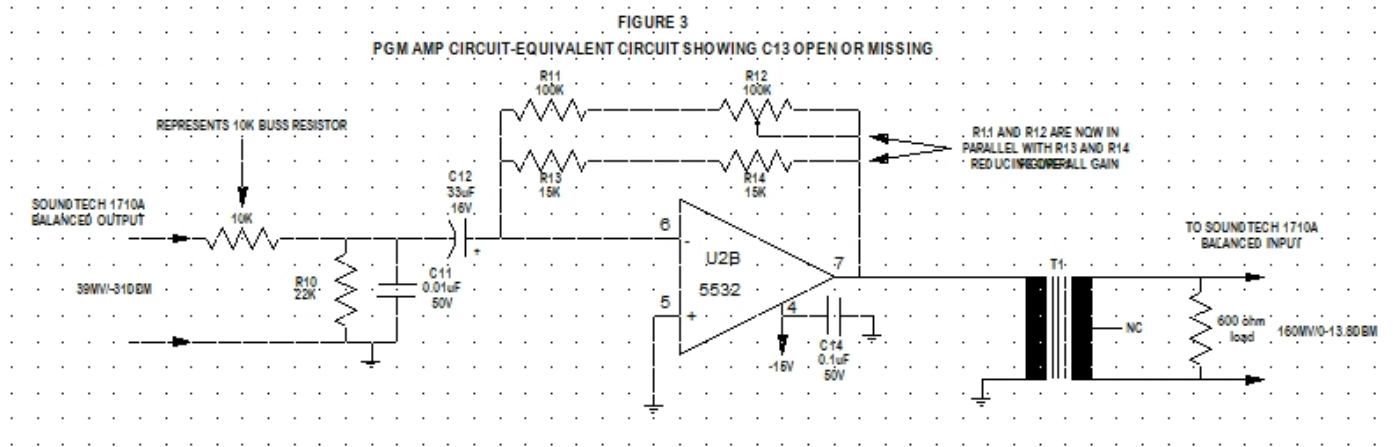 FIGURE 3
PGM AMP CIRCUIT-EQUIVALENT CIRCUIT SHOWING C13 OPEN OR MISSING
R11
100K
R12
100K
REPRESENTS 10K BUSS RESISTOR
R11 AND R12 ARE NOW IN
PARALLEL WITH R13 AND R14
ALL GAIN
R13
15K
R14
15K
C12
33uF
16V
+
SOUNDTECH 1710A
BALANCED OUTPUT
10K
6
-
U2B
5532
7
5
+
4
TO SOUNDTECH 1710A
BALANCED INPUT
T1
R10
22K
C11
0.01uF
50V
39MV/-31DBM
NC
600 ohm
load
160MV/0-13.8DBM
-15V
C14
0.1uF
50V